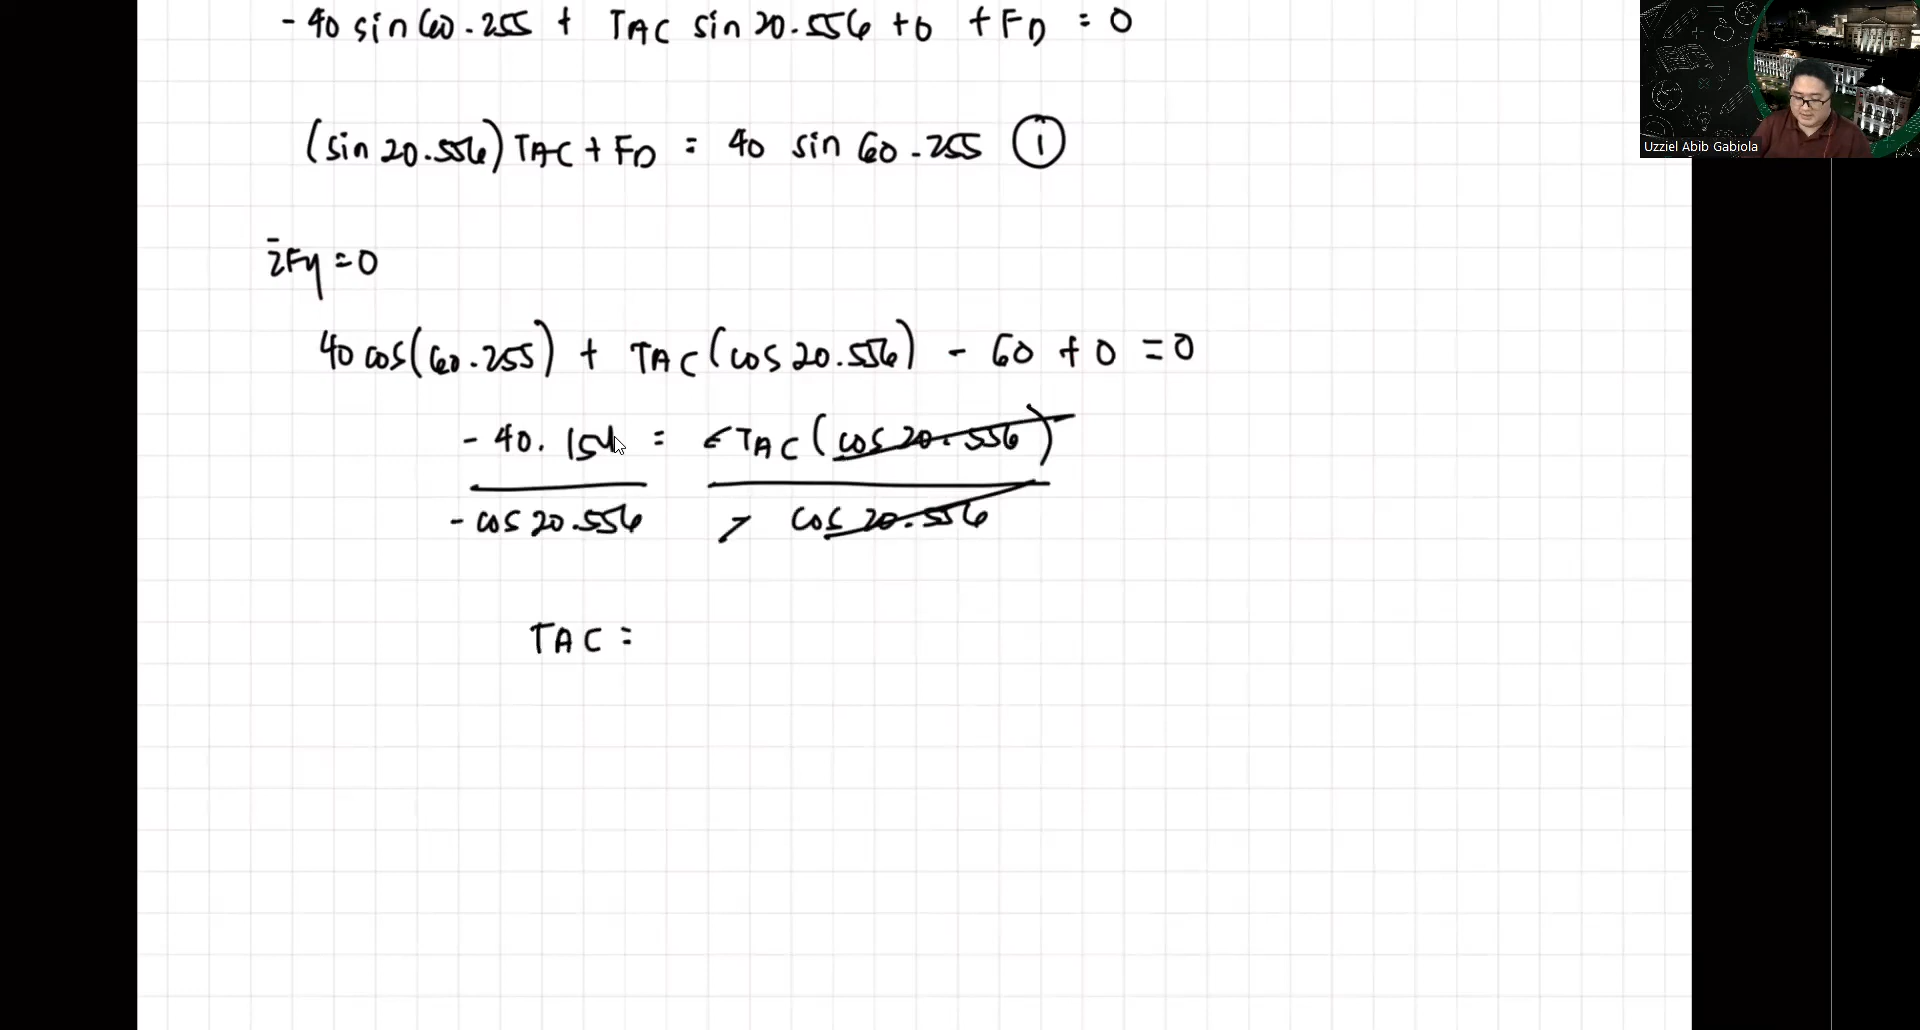 - 40 sin 60.255 + TAC sin 20.556 + 0 + FD = 0
Uzziel Abib Gabiola
(sin 20.556) TAC + FD = 40 sin 60.255 ①
ΣFy = 0
40 cos(60.255) + TAC (cos 20.556) - 60 + 0 = 0
- 40.154 = - TAC (cos 20.556)
- cos 20.556 - cos 20.556
TAC =